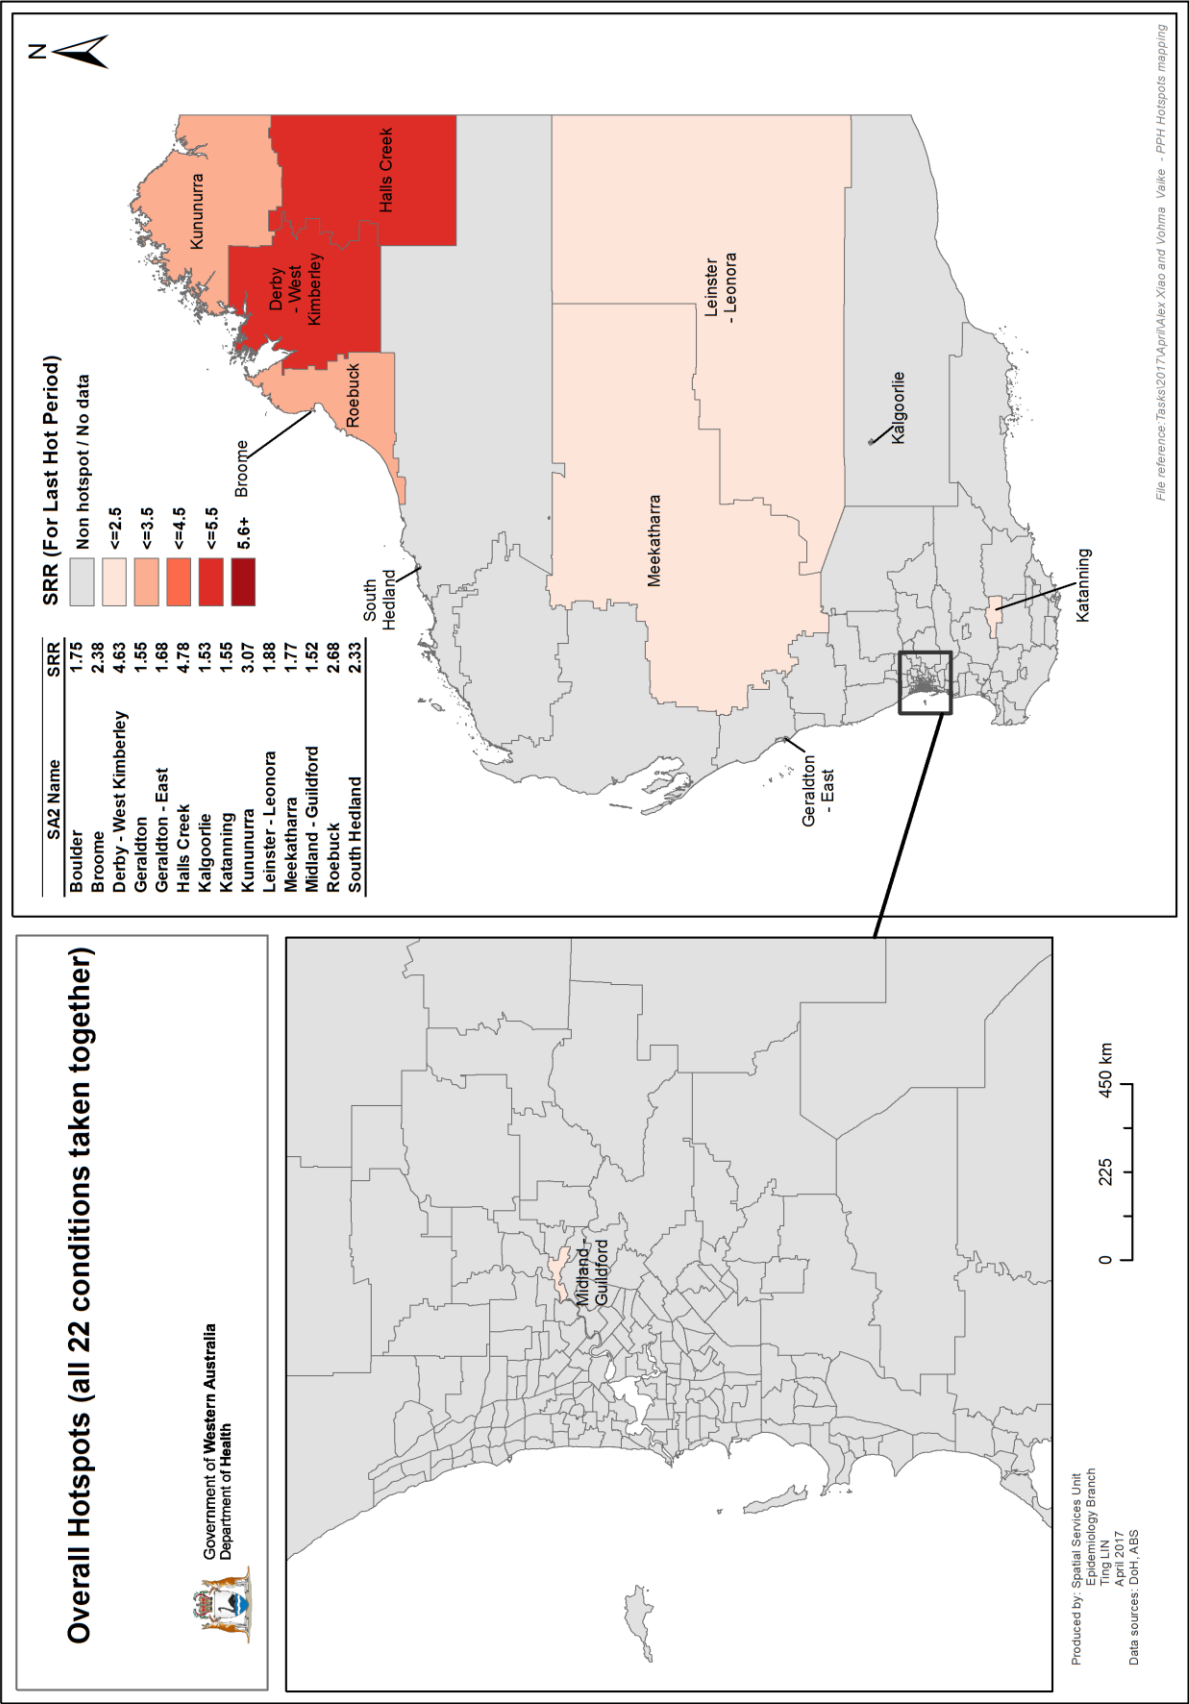 Overall Hotspots (all 22 conditions taken together)
Government of Western Australia
Department of Health
Midland -
Guildford
Produced by: Spatial Services Unit
Epidemiology Branch
Ting LIN
April 2017
Data sources: DoH, ABS
0 225 450 km
SA2 Name SRR
Boulder 1.75
Broome 2.38
Derby - West Kimberley 4.63
Geraldton 1.55
Geraldton - East 1.68
Halls Creek 4.78
Kalgoorlie 1.53
Katanning 1.55
Kununurra 3.07
Leinster - Leonora 1.88
Meekatharra 1.77
Midland - Guildford 1.52
Roebuck 2.68
South Hedland 2.33
SRR (For Last Hot Period)
Non hotspot / No data
<=2.5
<=3.5
<=4.5
<=5.5
5.6+
N
Kununurra
Derby
- West
Kimberley
Halls Creek
Broome
Roebuck
South
Hedland
Meekatharra
Leinster
- Leonora
Geraldton
- East
Kalgoorlie
Katanning
File reference:Tasks\2017\April\Alex Xiao and Vohma Vaike - PPH Hotspots mapping